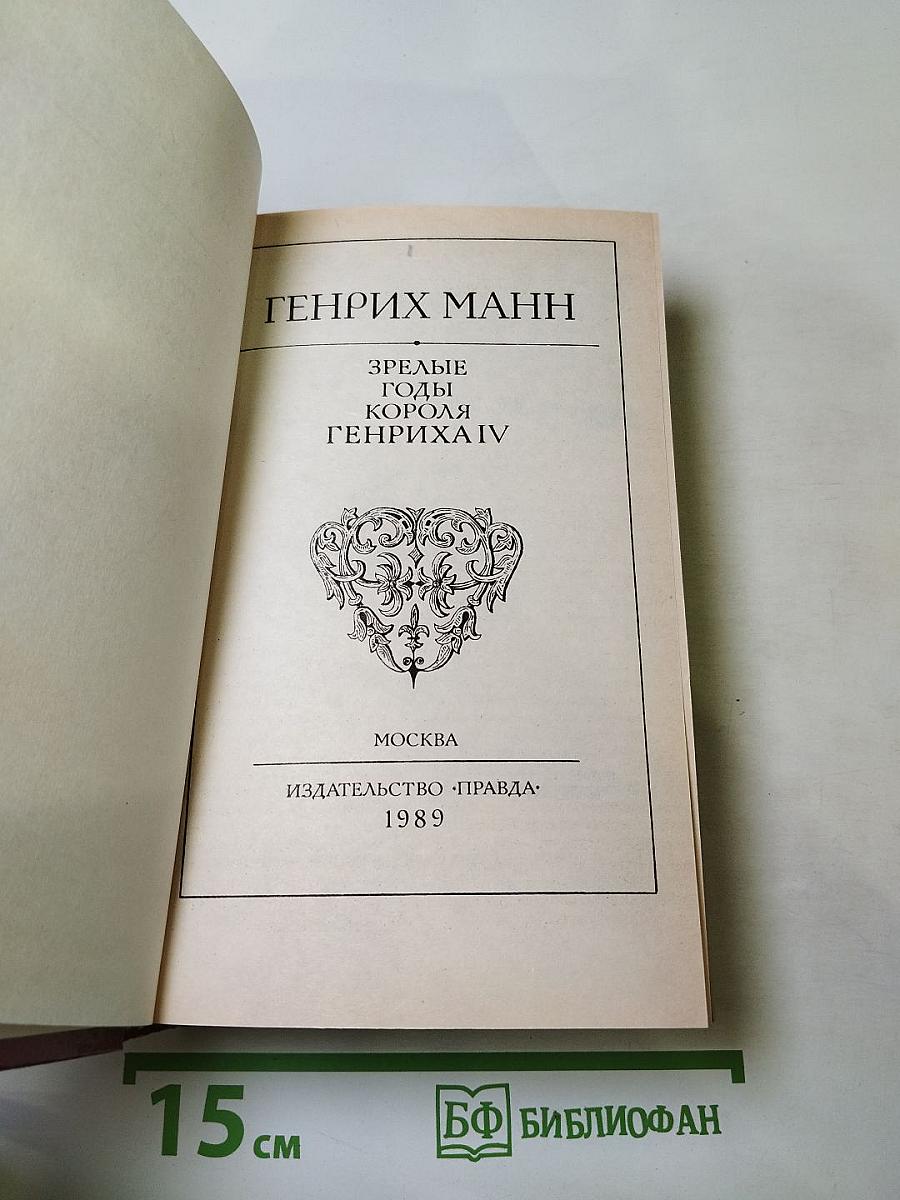 ГЕНРИХ МАНН
ЗРЕЛЫЕ
ГОДЫ
КОРОЛЯ
ГЕНРИХА IV
МОСКВА
ИЗДАТЕЛЬСТВО «ПРАВДА»
1989
15 см
БФ БИБЛИОФАН